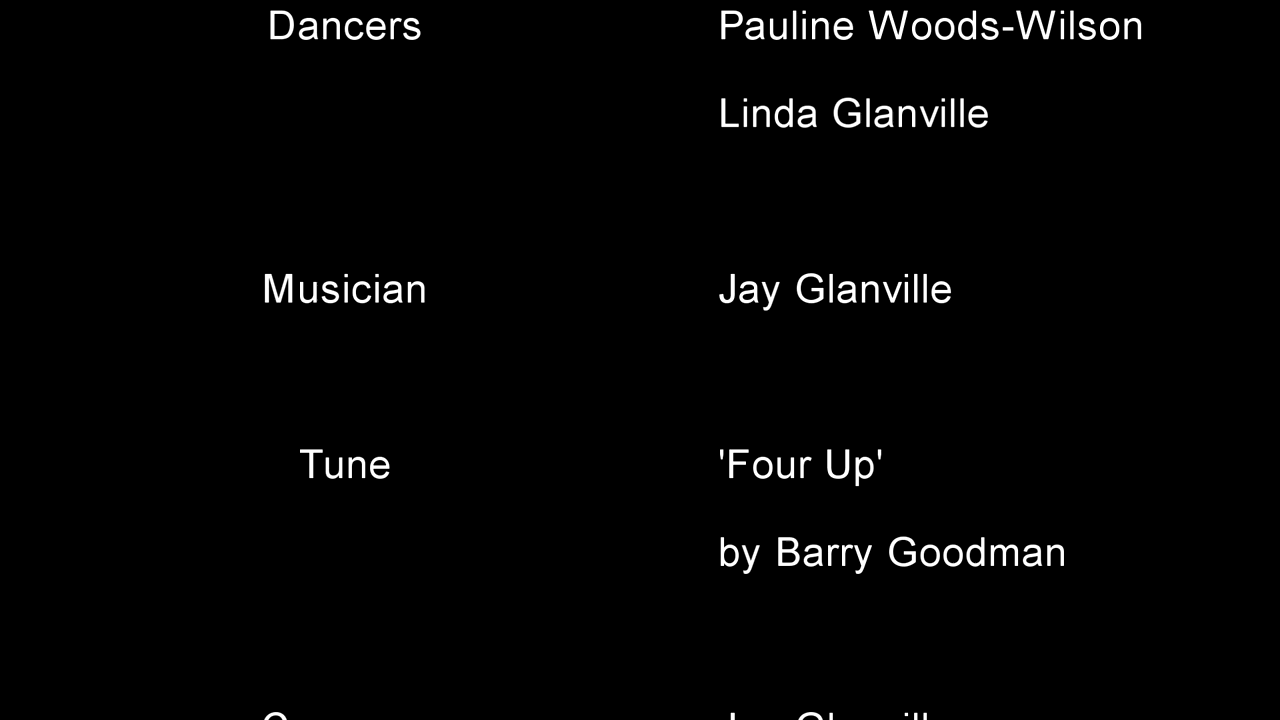 Dancers Pauline Woods-Wilson
Linda Glanville
Musician Jay Glanville
Tune 'Four Up'
by Barry Goodman